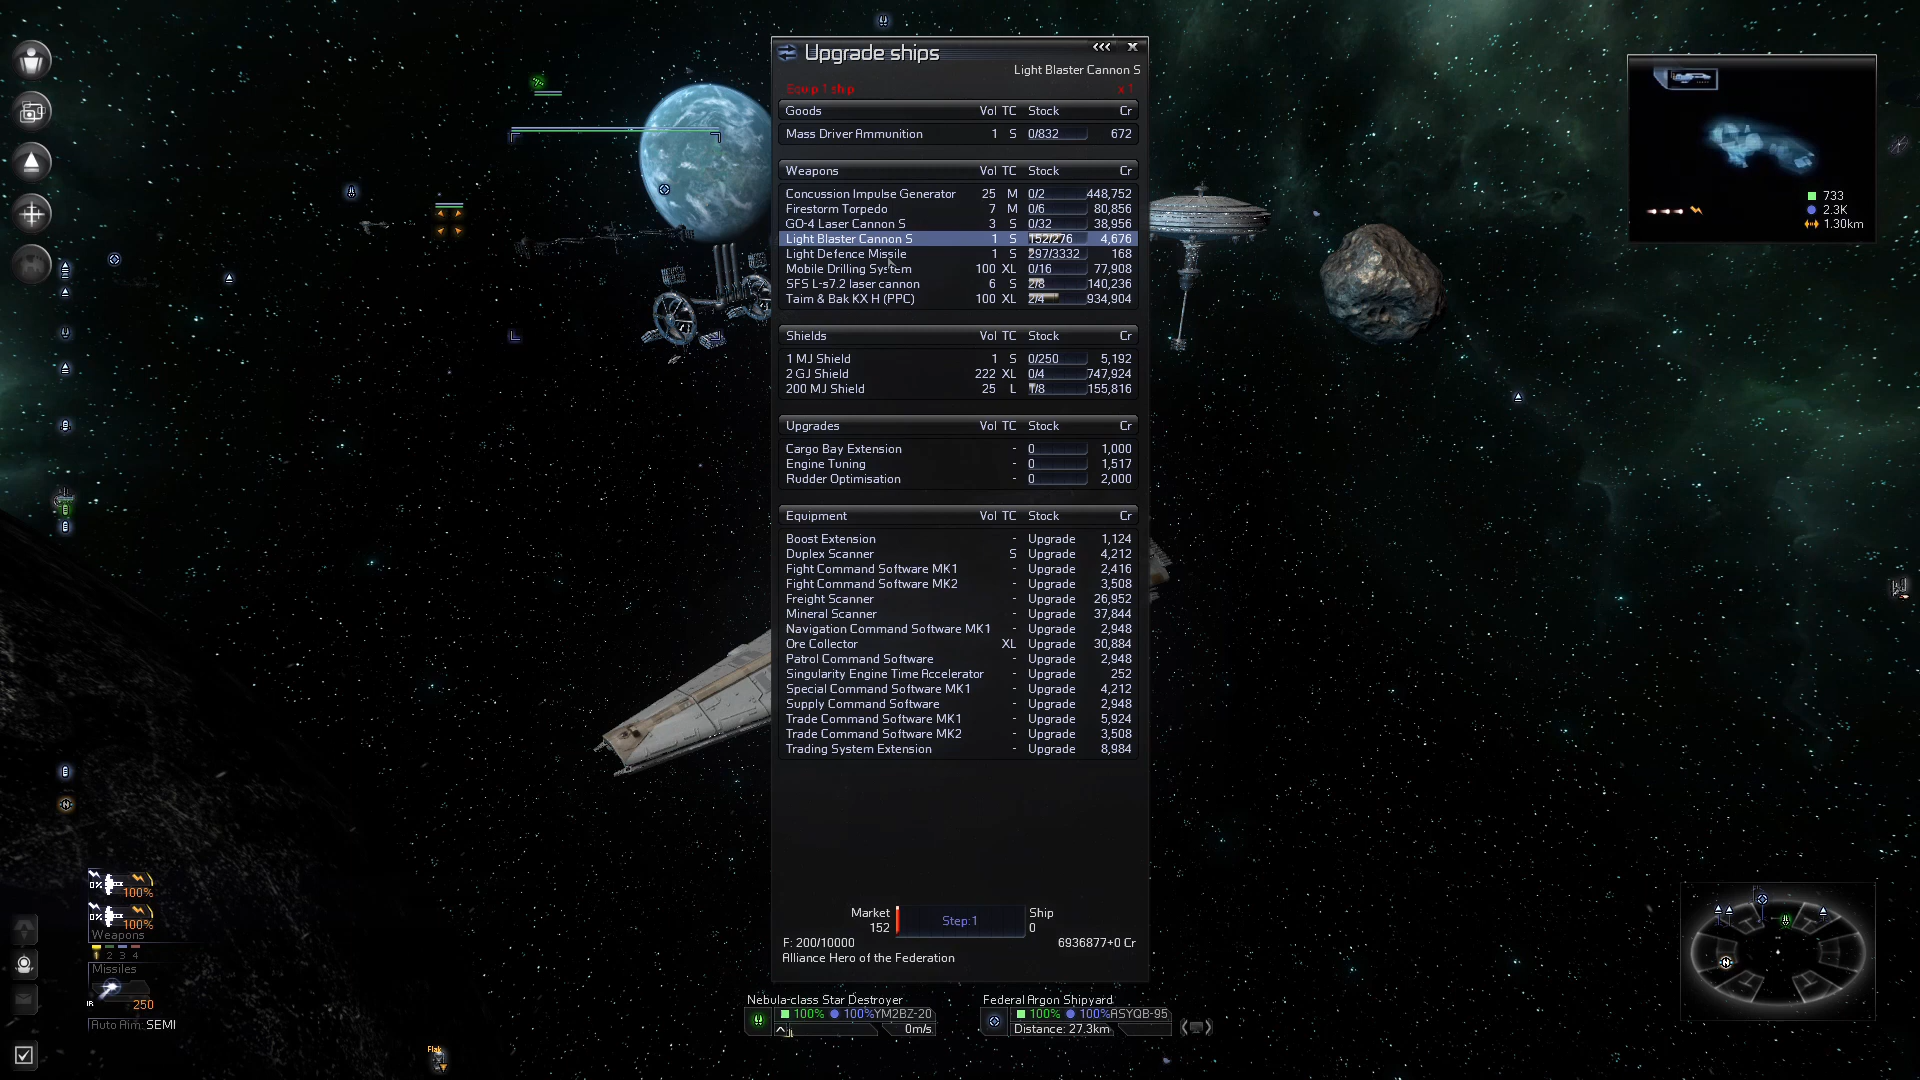 Upgrade ships
Light Blaster Cannon S
Equip 1 ship x 1
Goods Vol TC Stock Cr
Mass Driver Ammunition 1 S 0/832 672
Weapons Vol TC Stock Cr
Concussion Impulse Generator 25 M 0/2 448,752
Firestorm Torpedo 7 M 0/6 80,856
GO-4 Laser Cannon S 3 S 0/32 38,956
Light Blaster Cannon S 1 S 152/276 4,676
Light Defence Missile 1 S 297/3332 168
Mobile Drilling System 100 XL 0/16 77,908
SFS L-s7.2 laser cannon 6 S 2/8 140,236
Taim & Bak KX H (PPC) 100 XL 2/4 934,904
Shields Vol TC Stock Cr
1 MJ Shield 1 S 0/250 5,192
2 GJ Shield 222 XL 0/4 747,924
200 MJ Shield 25 L 1/8 155,816
Upgrades Vol TC Stock Cr
Cargo Bay Extension - 0 1,000
Engine Tuning - 0 1,517
Rudder Optimisation - 0 2,000
Equipment Vol TC Stock Cr
Boost Extension - Upgrade 1,124
Duplex Scanner S Upgrade 4,212
Fight Command Software MK1 - Upgrade 2,416
Fight Command Software MK2 - Upgrade 3,508
Freight Scanner - Upgrade 26,952
Mineral Scanner - Upgrade 37,844
Navigation Command Software MK1 - Upgrade 2,948
Ore Collector XL Upgrade 30,884
Patrol Command Software - Upgrade 2,948
Singularity Engine Time Accelerator - Upgrade 252
Special Command Software MK1 - Upgrade 4,212
Supply Command Software - Upgrade 2,948
Trade Command Software MK1 - Upgrade 5,924
Trade Command Software MK2 - Upgrade 3,508
Trading System Extension - Upgrade 8,984
Market Ship
152 Step:1 0
F: 200/10000 6936877+0 Cr
Alliance Hero of the Federation
733
2.3K
1.30km
0% 100%
0% 100%
Weapons
1 2 3 4
Missiles
IR 250
Auto Aim: SEMI
Flak
Nebula-class Star Destroyer
100% 100% YM2BZ-20
0m/s
Federal Argon Shipyard
100% 100% ASYQB-95
Distance: 27.3km